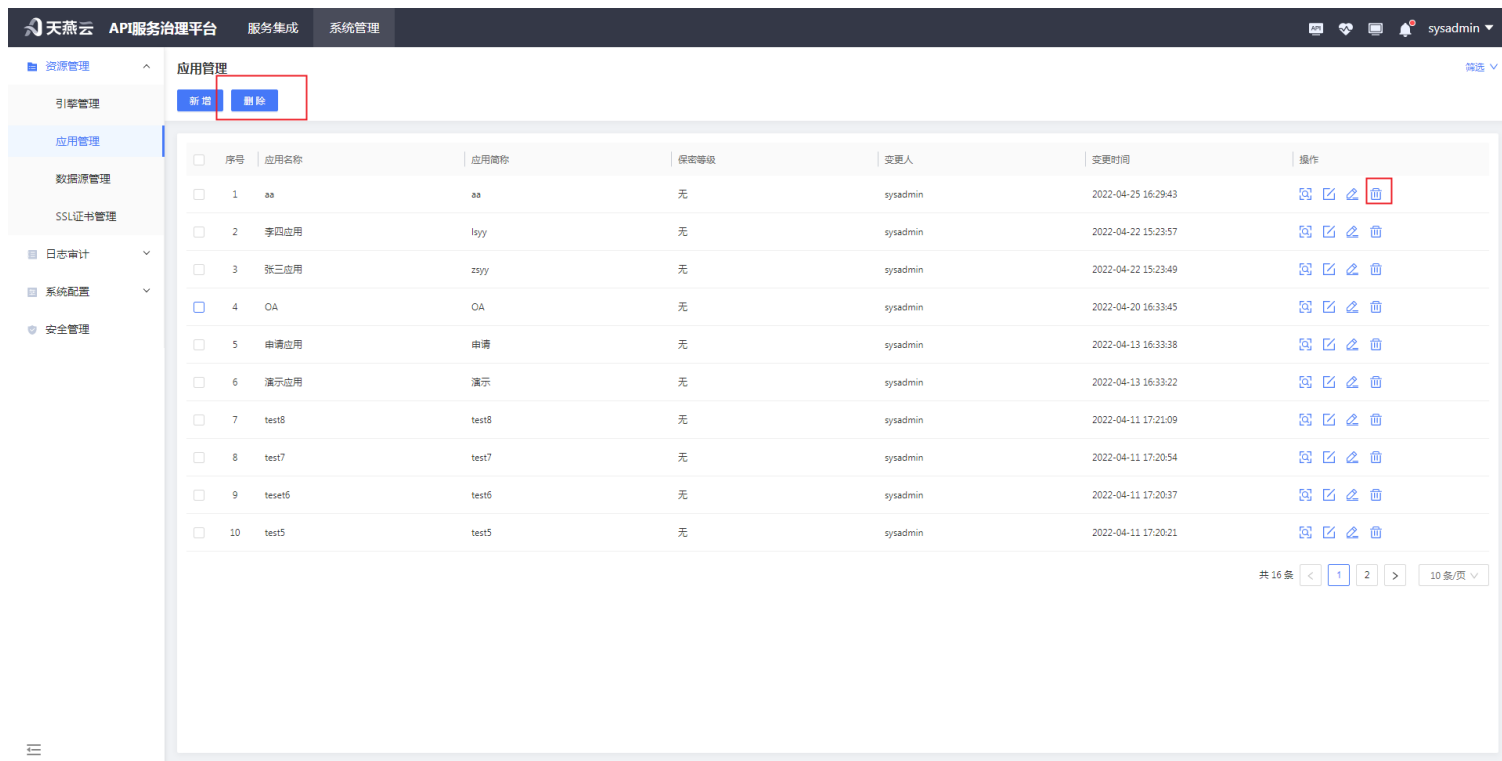 天燕云 API服务治理平台 服务集成 系统管理 API sysadmin
资源管理
引擎管理
应用管理
数据源管理
SSL证书管理
日志审计
系统配置
安全管理
应用管理 筛选
新增 删除
序号 应用名称 应用简称 保密等级 变更人 变更时间 操作
1 aa aa 无 sysadmin 2022-04-25 16:29:43
2 李四应用 lsyy 无 sysadmin 2022-04-22 15:23:57
3 张三应用 zsyy 无 sysadmin 2022-04-22 15:23:49
4 OA OA 无 sysadmin 2022-04-20 16:33:45
5 申请应用 申请 无 sysadmin 2022-04-13 16:33:38
6 演示应用 演示 无 sysadmin 2022-04-13 16:33:22
7 test8 test8 无 sysadmin 2022-04-11 17:21:09
8 test7 test7 无 sysadmin 2022-04-11 17:20:54
9 teset6 test6 无 sysadmin 2022-04-11 17:20:37
10 test5 test5 无 sysadmin 2022-04-11 17:20:21
共 16 条 < 1 2 > 10 条/页